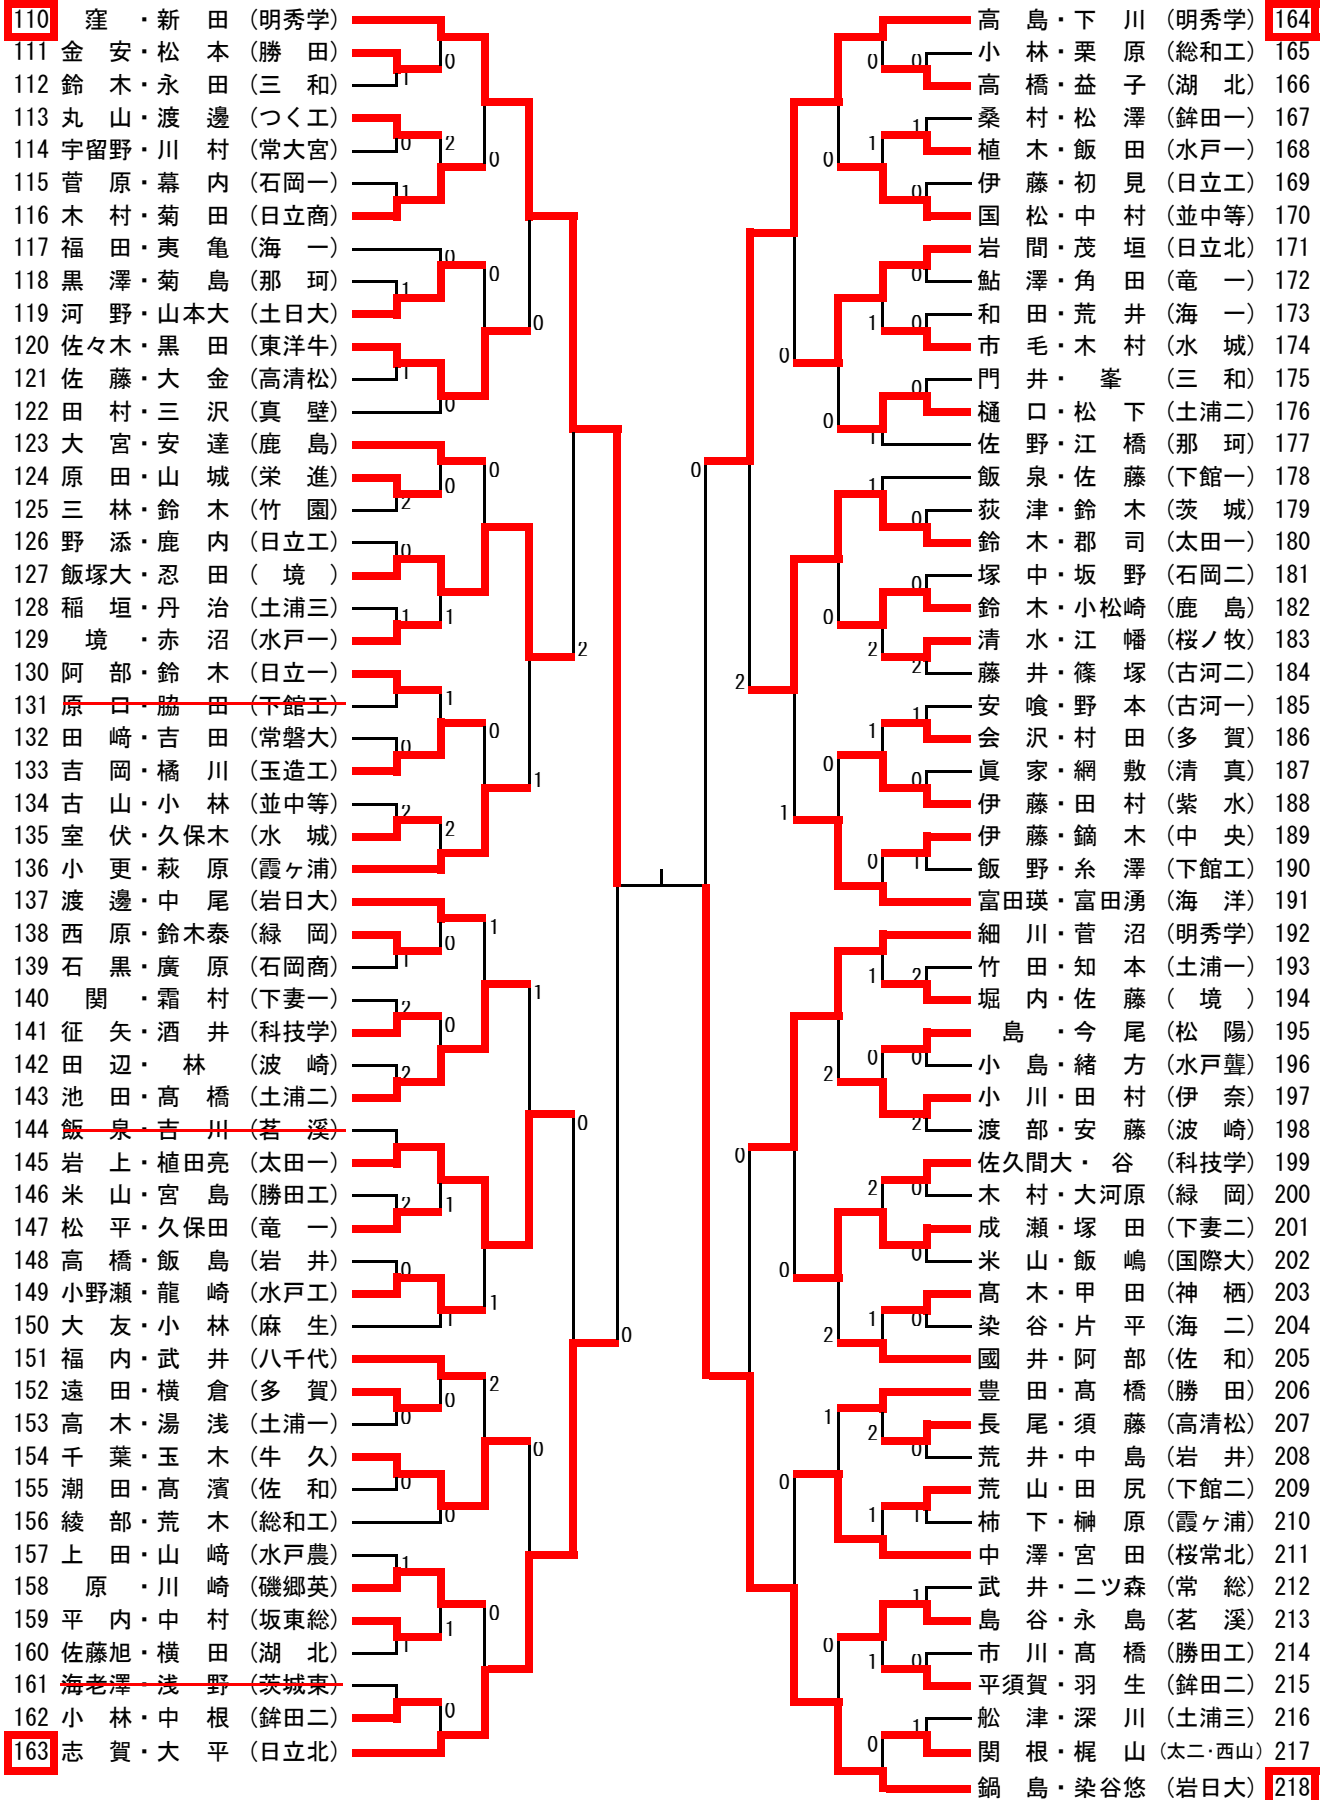 110 窪 ・新 田 (明秀学)
111 金 安・松 本 (勝 田)
112 鈴 木・永 田 (三 和)
113 丸 山・渡 邊 (つく工)
114 宇留野・川 村 (常大宮)
115 菅 原・幕 内 (石岡一)
116 木 村・菊 田 (日立商)
117 福 田・夷 亀 (海 一)
118 黒 澤・菊 島 (那 珂)
119 河 野・山本大 (土日大)
120 佐々木・黒 田 (東洋牛)
121 佐 藤・大 金 (高清松)
122 田 村・三 沢 (真 壁)
123 大 宮・安 達 (鹿 島)
124 原 田・山 城 (栄 進)
125 三 林・鈴 木 (竹 園)
126 野 添・鹿 内 (日立工)
127 飯塚大・忍 田 ( 境 )
128 稲 垣・丹 治 (土浦三)
129 境 ・赤 沼 (水戸一)
130 阿 部・鈴 木 (日立一)
131 原 口・脇 田 (下館工)
132 田 﨑・吉 田 (常磐大)
133 吉 岡・橘 川 (玉造工)
134 古 山・小 林 (並中等)
135 室 伏・久保木 (水 城)
136 小 更・萩 原 (霞ヶ浦)
137 渡 邊・中 尾 (岩日大)
138 西 原・鈴木泰 (緑 岡)
139 石 黒・廣 原 (石岡商)
140 関 ・霜 村 (下妻一)
141 征 矢・酒 井 (科技学)
142 田 辺・ 林 (波 崎)
143 池 田・髙 橋 (土浦二)
144 飯 泉・吉 川 (茗 溪)
145 岩 上・植田亮 (太田一)
146 米 山・宮 島 (勝田工)
147 松 平・久保田 (竜 一)
148 高 橋・飯 島 (岩 井)
149 小野瀬・龍 崎 (水戸工)
150 大 友・小 林 (麻 生)
151 福 内・武 井 (八千代)
152 遠 田・横 倉 (多 賀)
153 高 木・湯 浅 (土浦一)
154 千 葉・玉 木 (牛 久)
155 潮 田・髙 濱 (佐 和)
156 綾 部・荒 木 (総和工)
157 上 田・山 﨑 (水戸農)
158 原 ・川 崎 (磯郷英)
159 平 内・中 村 (坂東総)
160 佐藤旭・横 田 (湖 北)
161 海老澤・浅 野 (茨城東)
162 小 林・中 根 (鉾田二)
163 志 賀・大 平 (日立北)
高 島・下 川 (明秀学) 164
小 林・栗 原 (総和工) 165
高 橋・益 子 (湖 北) 166
桑 村・松 澤 (鉾田一) 167
植 木・飯 田 (水戸一) 168
伊 藤・初 見 (日立工) 169
国 松・中 村 (並中等) 170
岩 間・茂 垣 (日立北) 171
鮎 澤・角 田 (竜 一) 172
和 田・荒 井 (海 一) 173
市 毛・木 村 (水 城) 174
門 井・ 峯 (三 和) 175
樋 口・松 下 (土浦二) 176
佐 野・江 橋 (那 珂) 177
飯 泉・佐 藤 (下館一) 178
荻 津・鈴 木 (茨 城) 179
鈴 木・郡 司 (太田一) 180
塚 中・坂 野 (石岡二) 181
鈴 木・小松崎 (鹿 島) 182
清 水・江 幡 (桜ノ牧) 183
藤 井・篠 塚 (古河二) 184
安 喰・野 本 (古河一) 185
会 沢・村 田 (多 賀) 186
眞 家・網 敷 (清 真) 187
伊 藤・田 村 (紫 水) 188
伊 藤・鏑 木 (中 央) 189
飯 野・糸 澤 (下館工) 190
富田瑛・富田湧 (海 洋) 191
細 川・菅 沼 (明秀学) 192
竹 田・知 本 (土浦一) 193
堀 内・佐 藤 ( 境 ) 194
島 ・今 尾 (松 陽) 195
小 島・緒 方 (水戸聾) 196
小 川・田 村 (伊 奈) 197
渡 部・安 藤 (波 崎) 198
佐久間大・ 谷 (科技学) 199
木 村・大河原 (緑 岡) 200
成 瀬・塚 田 (下妻二) 201
米 山・飯 嶋 (国際大) 202
髙 木・甲 田 (神 栖) 203
染 谷・片 平 (海 二) 204
國 井・阿 部 (佐 和) 205
豊 田・髙 橋 (勝 田) 206
長 尾・須 藤 (高清松) 207
荒 井・中 島 (岩 井) 208
荒 山・田 尻 (下館二) 209
柿 下・榊 原 (霞ヶ浦) 210
中 澤・宮 田 (桜常北) 211
武 井・二ツ森 (常 総) 212
島 谷・永 島 (茗 溪) 213
市 川・髙 橋 (勝田工) 214
平須賀・羽 生 (鉾田二) 215
舩 津・深 川 (土浦三) 216
関 根・梶 山 (太二・西山) 217
鍋 島・染谷悠 (岩日大) 218